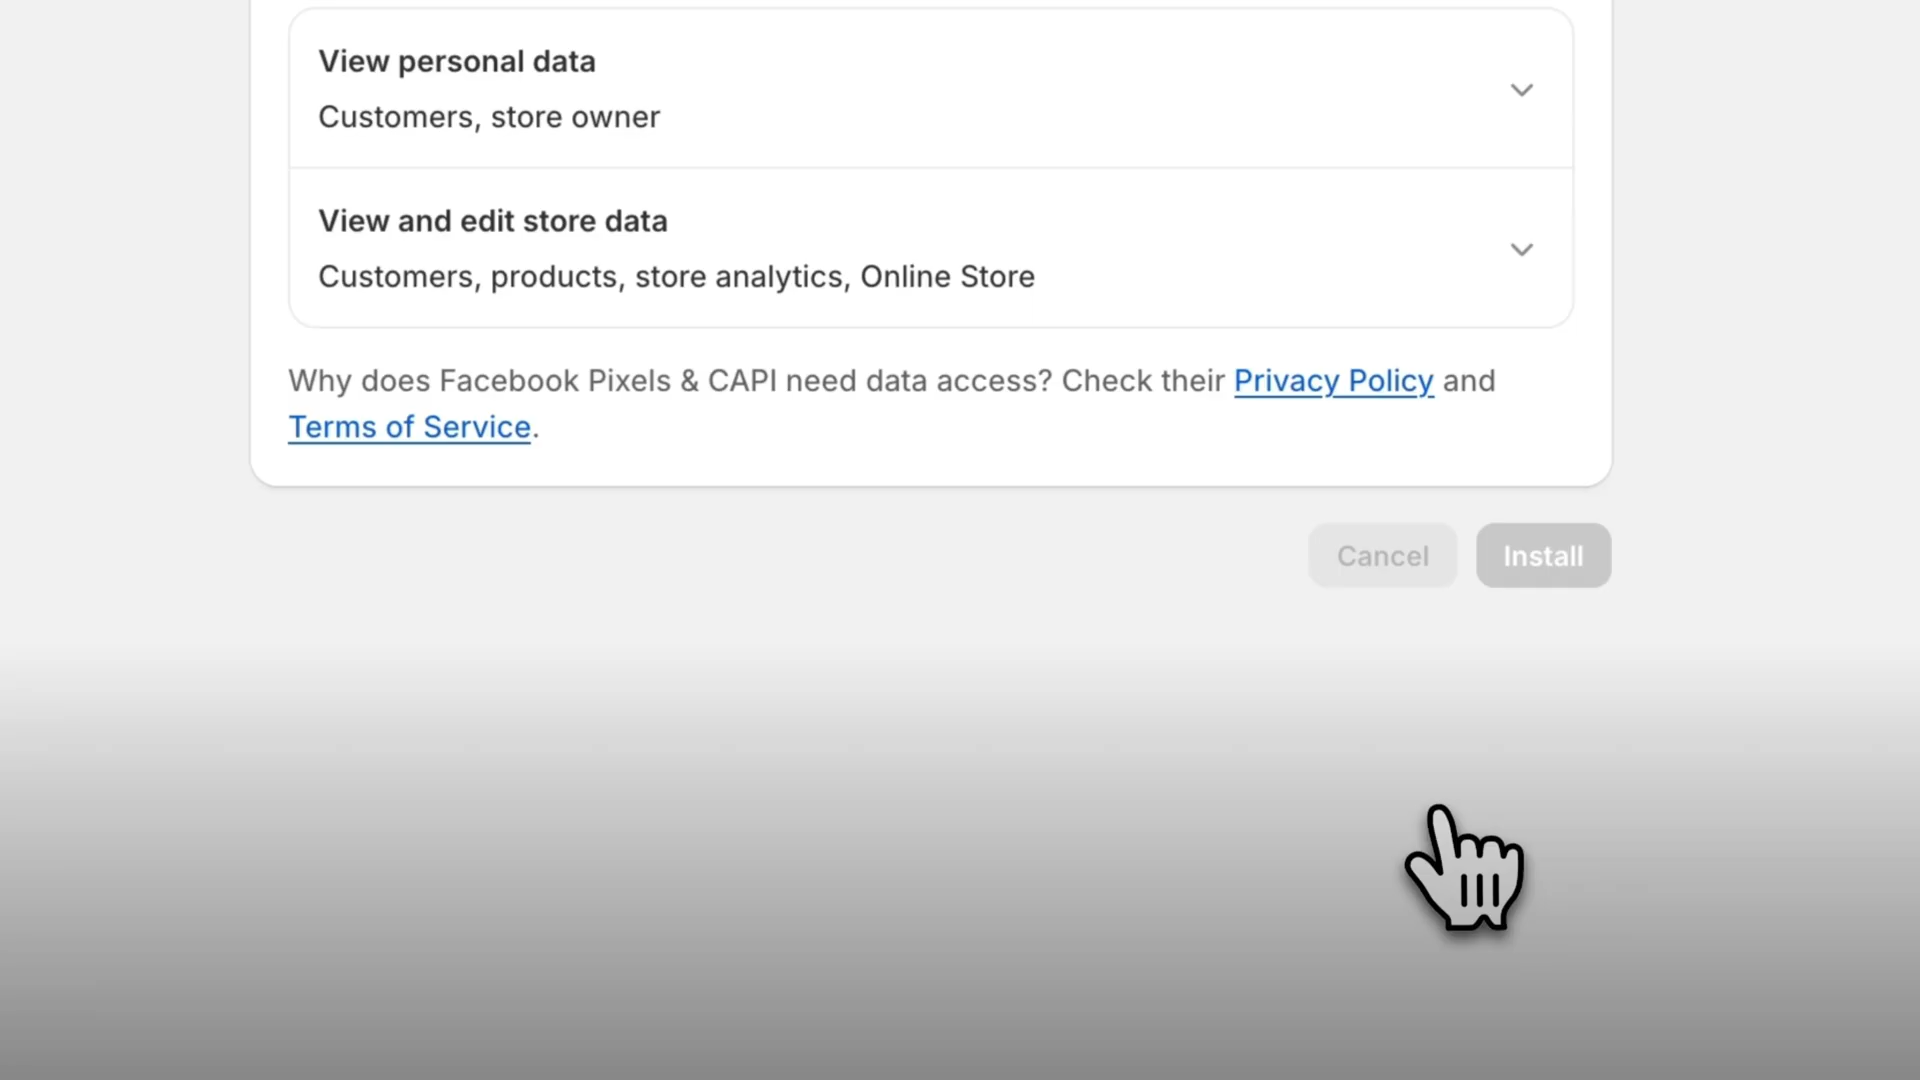 View personal data
Customers, store owner
View and edit store data
Customers, products, store analytics, Online Store
Why does Facebook Pixels & CAPI need data access? Check their Privacy Policy and
Terms of Service.
Cancel
Install